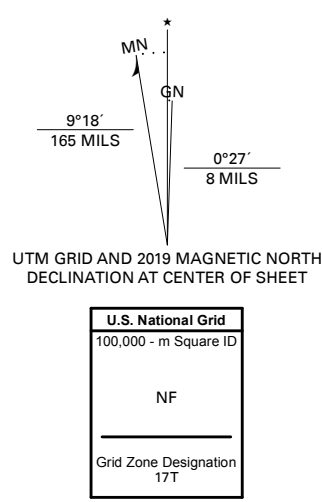 ★
MN
GN
9°18´
165 MILS
0°27´
8 MILS
UTM GRID AND 2019 MAGNETIC NORTH
DECLINATION AT CENTER OF SHEET
U.S. National Grid
100,000 - m Square ID
NF
Grid Zone Designation
17T